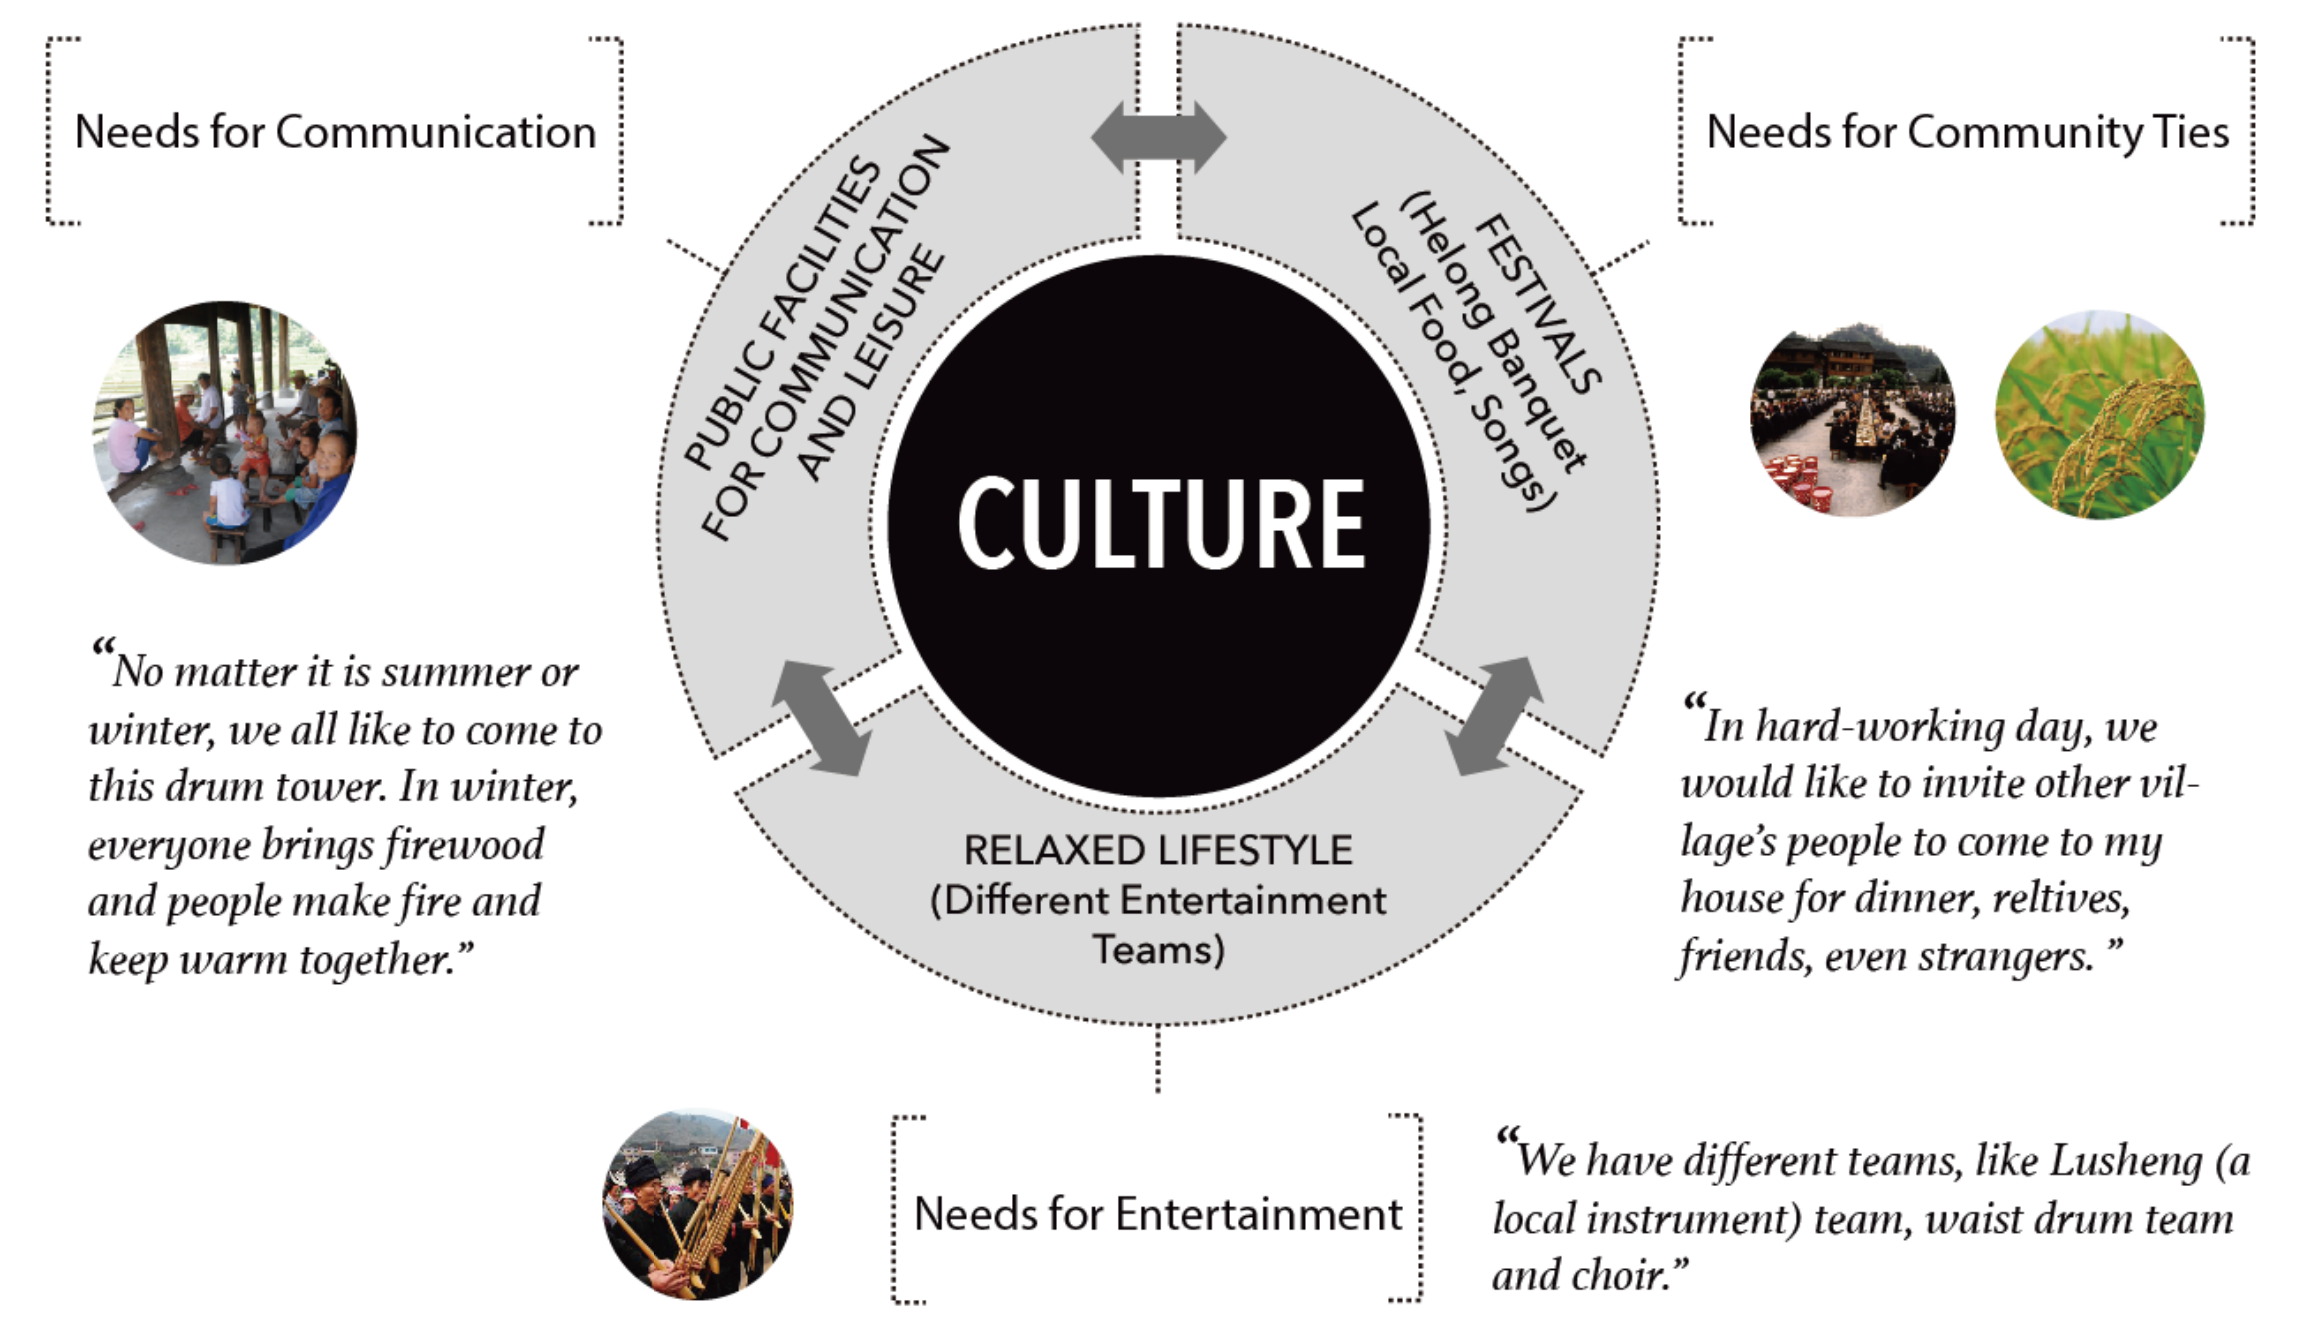 Needs for Communication
Needs for Community Ties
PUBLIC FACILITIES
FOR COMMUNICATION
AND LEISURE
FESTIVALS
(Helong Banquet
Local Food, Songs)
CULTURE
“No matter it is summer or
winter, we all like to come to
this drum tower. In winter,
everyone brings firewood
and people make fire and
keep warm together.”
“In hard-working day, we
would like to invite other vil-
lage’s people to come to my
house for dinner, reltives,
friends, even strangers. ”
RELAXED LIFESTYLE
(Different Entertainment
Teams)
Needs for Entertainment
“We have different teams, like Lusheng (a
local instrument) team, waist drum team
and choir.”